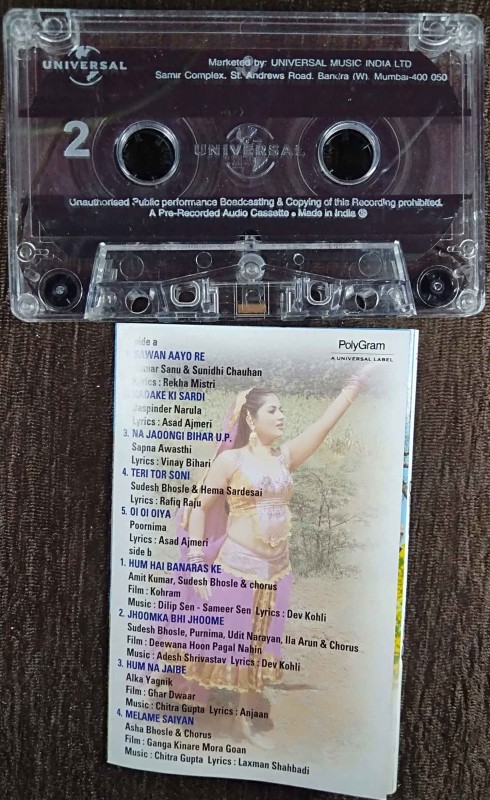 UNIVERSAL
Marketed by: UNIVERSAL MUSIC INDIA LTD
Samir Complex, St. Andrews Road, Bandra (W), Mumbai-400 050
2
UNIVERSAL
Unauthorised Public performance Boadcasting & Copying of this Recording prohibited.
A Pre-Recorded Audio Cassette • Made in India
PolyGram
A UNIVERSAL LABEL
side a
SAWAN AAYO RE
Sanu & Sunidhi Chauhan
: Rekha Mistri
KADAKE KI SARDI
Jaspinder Narula
Lyrics : Asad Ajmeri
3. NA JAOONGI BIHAR U.P.
Sapna Awasthi
Lyrics : Vinay Bihari
4. TERI TOR SONI
Sudesh Bhosle & Hema Sardesai
Lyrics : Rafiq Raju
5. OI OI OIYA
Poornima
Lyrics : Asad Ajmeri
side b
1. HUM HAI BANARAS KE
Amit Kumar, Sudesh Bhosle & chorus
Film : Kohram
Music : Dilip Sen - Sameer Sen Lyrics : Dev Kohli
2. JHOOMKA BHI JHOOME
Sudesh Bhosle, Purnima, Udit Narayan, Ila Arun & Chorus
Film : Deewana Hoon Pagal Nahin
Music : Adesh Shrivastav Lyrics : Dev Kohli
3. HUM NA JAIBE
Alka Yagnik
Film : Ghar Dwaar
Music : Chitra Gupta Lyrics : Anjaan
4. MELAME SAIYAN
Asha Bhosle & Chorus
Film : Ganga Kinare Mora Goan
Music : Chitra Gupta Lyrics : Laxman Shahbadi